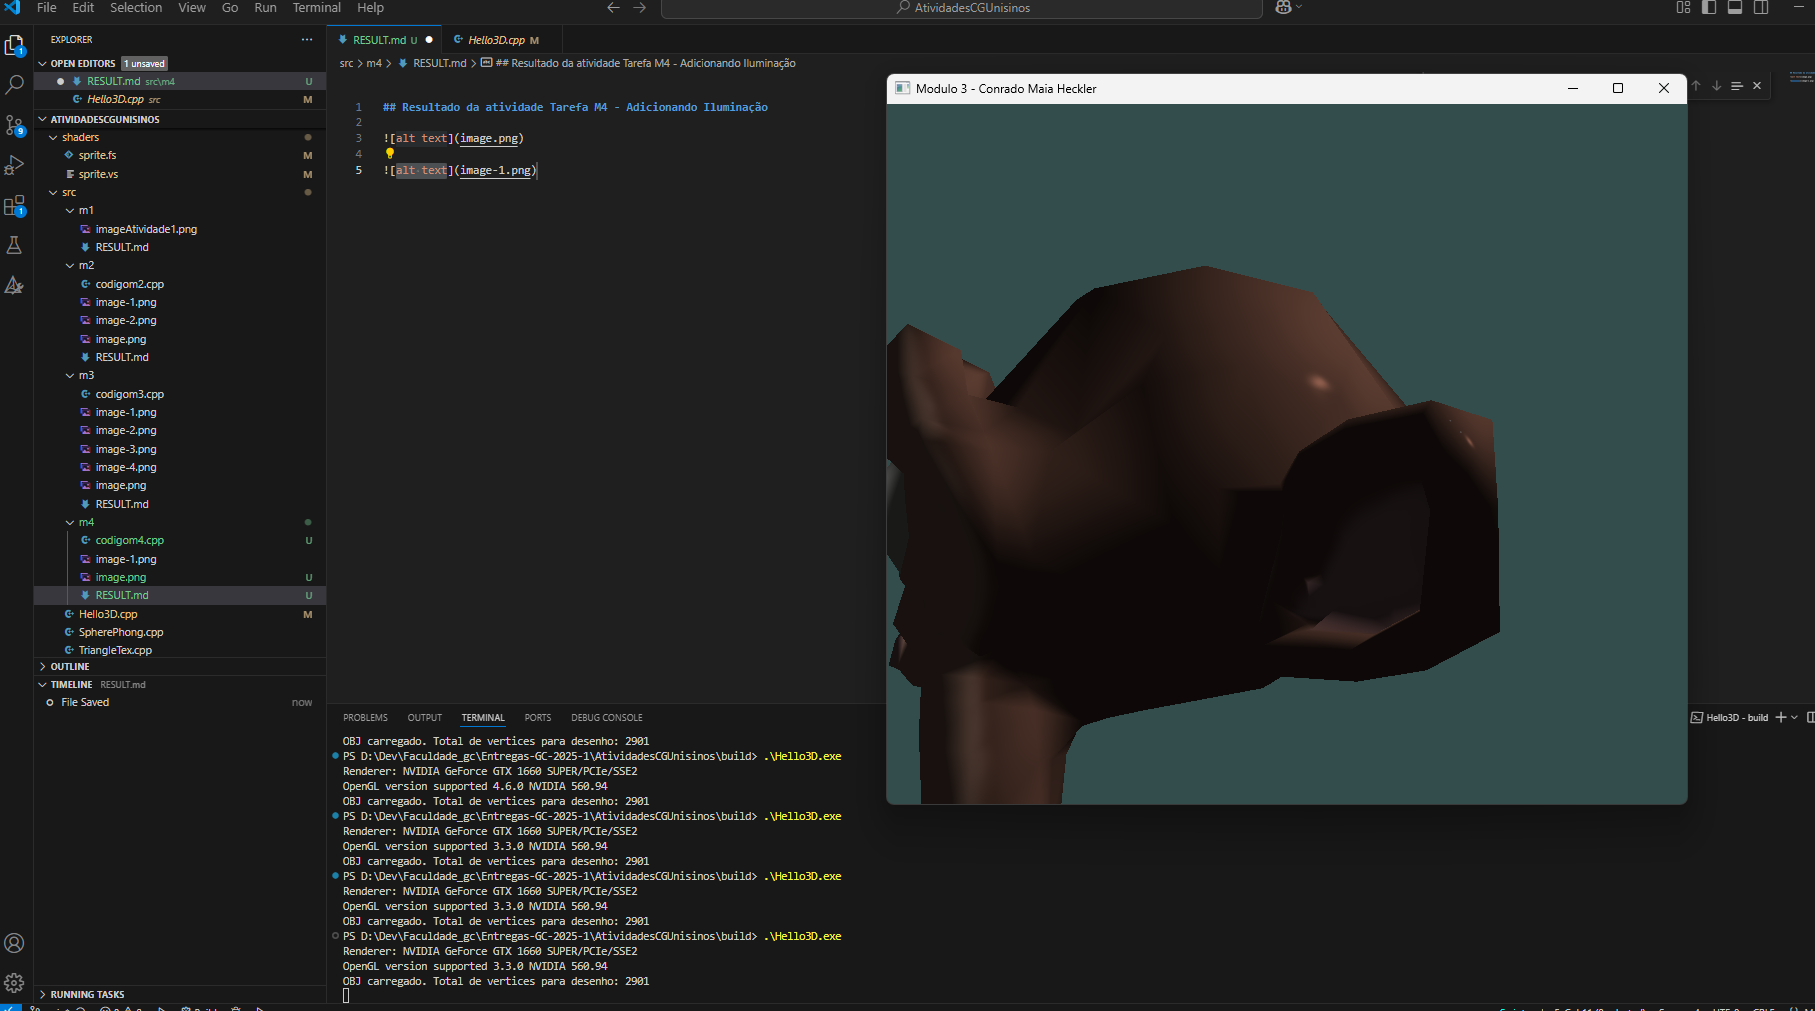 File Edit Selection View Go Run Terminal Help
AtividadesCGUnisinos
EXPLORER
OPEN EDITORS 1 unsaved
RESULT.md src\m4 U
Hello3D.cpp src M
ATIVIDADESCGUNISINOS
shaders
sprite.fs M
sprite.vs M
src
m1
imageAtividade1.png
RESULT.md
m2
codigom2.cpp
image-1.png
image-2.png
image.png
RESULT.md
m3
codigom3.cpp
image-1.png
image-2.png
image-3.png
image-4.png
image.png
RESULT.md
m4
codigom4.cpp U
image-1.png
image.png U
RESULT.md U
Hello3D.cpp M
SpherePhong.cpp
TriangleTex.cpp
OUTLINE
TIMELINE RESULT.md
File Saved now
RUNNING TASKS
RESULT.md U
Hello3D.cpp M
src > m4 > RESULT.md > ## Resultado da atividade Tarefa M4 - Adicionando Iluminação
1 ## Resultado da atividade Tarefa M4 - Adicionando Iluminação
2
3 ![alt text](image.png)
4
5 ![alt text](image-1.png)
Modulo 3 - Conrado Maia Heckler
PROBLEMS OUTPUT TERMINAL PORTS DEBUG CONSOLE
Hello3D - build
OBJ carregado. Total de vertices para desenho: 2901
PS D:\Dev\Faculdade_gc\Entregas-GC-2025-1\AtividadesCGUnisinos\build> .\Hello3D.exe
Renderer: NVIDIA GeForce GTX 1660 SUPER/PCIe/SSE2
OpenGL version supported 4.6.0 NVIDIA 560.94
OBJ carregado. Total de vertices para desenho: 2901
PS D:\Dev\Faculdade_gc\Entregas-GC-2025-1\AtividadesCGUnisinos\build> .\Hello3D.exe
Renderer: NVIDIA GeForce GTX 1660 SUPER/PCIe/SSE2
OpenGL version supported 3.3.0 NVIDIA 560.94
OBJ carregado. Total de vertices para desenho: 2901
PS D:\Dev\Faculdade_gc\Entregas-GC-2025-1\AtividadesCGUnisinos\build> .\Hello3D.exe
Renderer: NVIDIA GeForce GTX 1660 SUPER/PCIe/SSE2
OpenGL version supported 3.3.0 NVIDIA 560.94
OBJ carregado. Total de vertices para desenho: 2901
PS D:\Dev\Faculdade_gc\Entregas-GC-2025-1\AtividadesCGUnisinos\build> .\Hello3D.exe
Renderer: NVIDIA GeForce GTX 1660 SUPER/PCIe/SSE2
OpenGL version supported 3.3.0 NVIDIA 560.94
OBJ carregado. Total de vertices para desenho: 2901